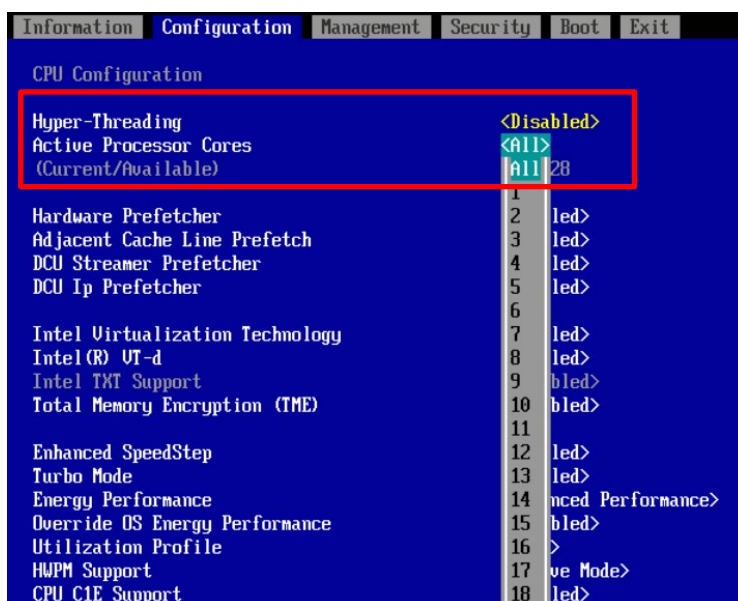 Information Configuration Management Security Boot Exit
CPU Configuration
Hyper-Threading <Disabled>
Active Processor Cores <All>
(Current/Available) All 28
1
Hardware Prefetcher 2 led>
Adjacent Cache Line Prefetch 3 led>
DCU Streamer Prefetcher 4 led>
DCU Ip Prefetcher 5 led>
6
Intel Virtualization Technology 7 led>
Intel(R) VT-d 8 led>
Intel TXT Support 9 bled>
Total Memory Encryption (TME) 10 bled>
11
Enhanced SpeedStep 12 led>
Turbo Mode 13 led>
Energy Performance 14 nced Performance>
Override OS Energy Performance 15 bled>
Utilization Profile 16 >
HWPM Support 17 ve Mode>
CPU C1E Support 18 led>